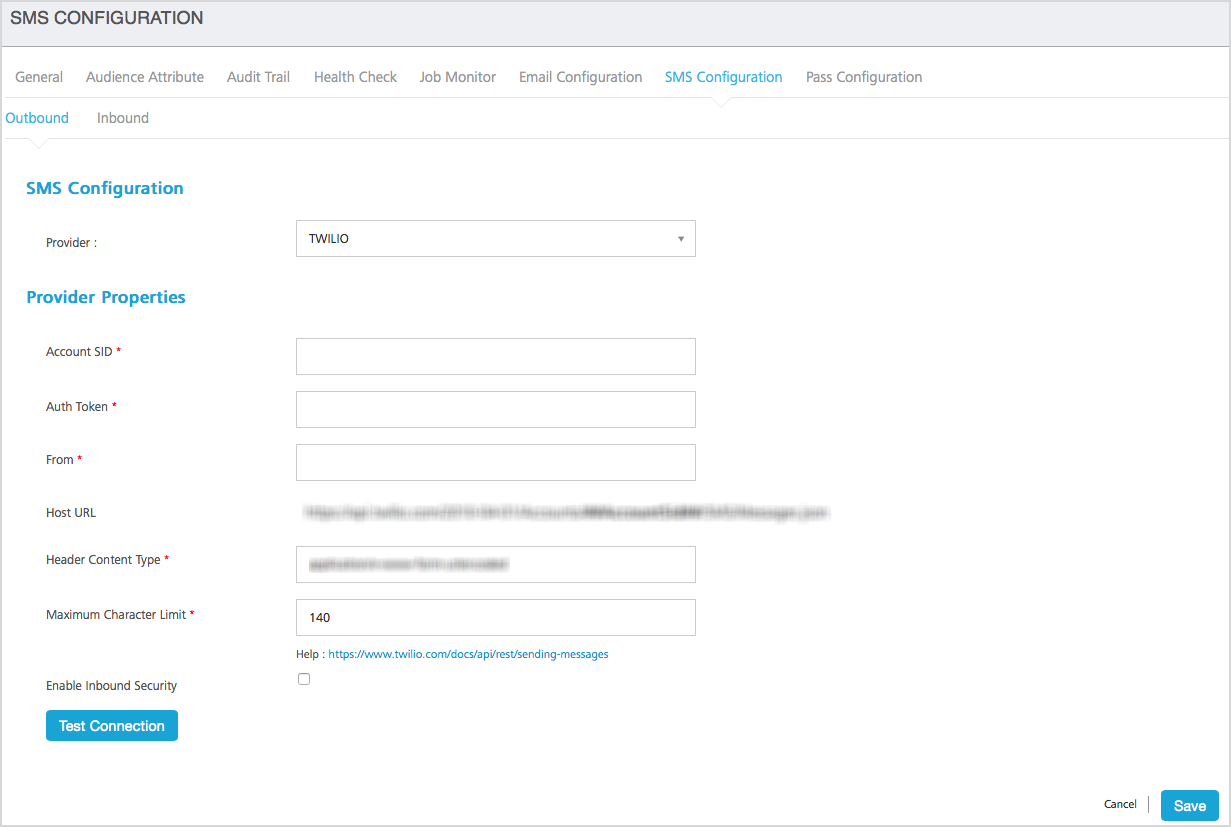 SMS CONFIGURATION
General Audience Attribute Audit Trail Health Check Job Monitor Email Configuration SMS Configuration Pass Configuration
Outbound Inbound
SMS Configuration
Provider :
TWILIO
Provider Properties
Account SID *
Auth Token *
From *
Host URL
Header Content Type *
Maximum Character Limit *
140
Help : https://www.twilio.com/docs/api/rest/sending-messages
Enable Inbound Security
Test Connection
Cancel
Save